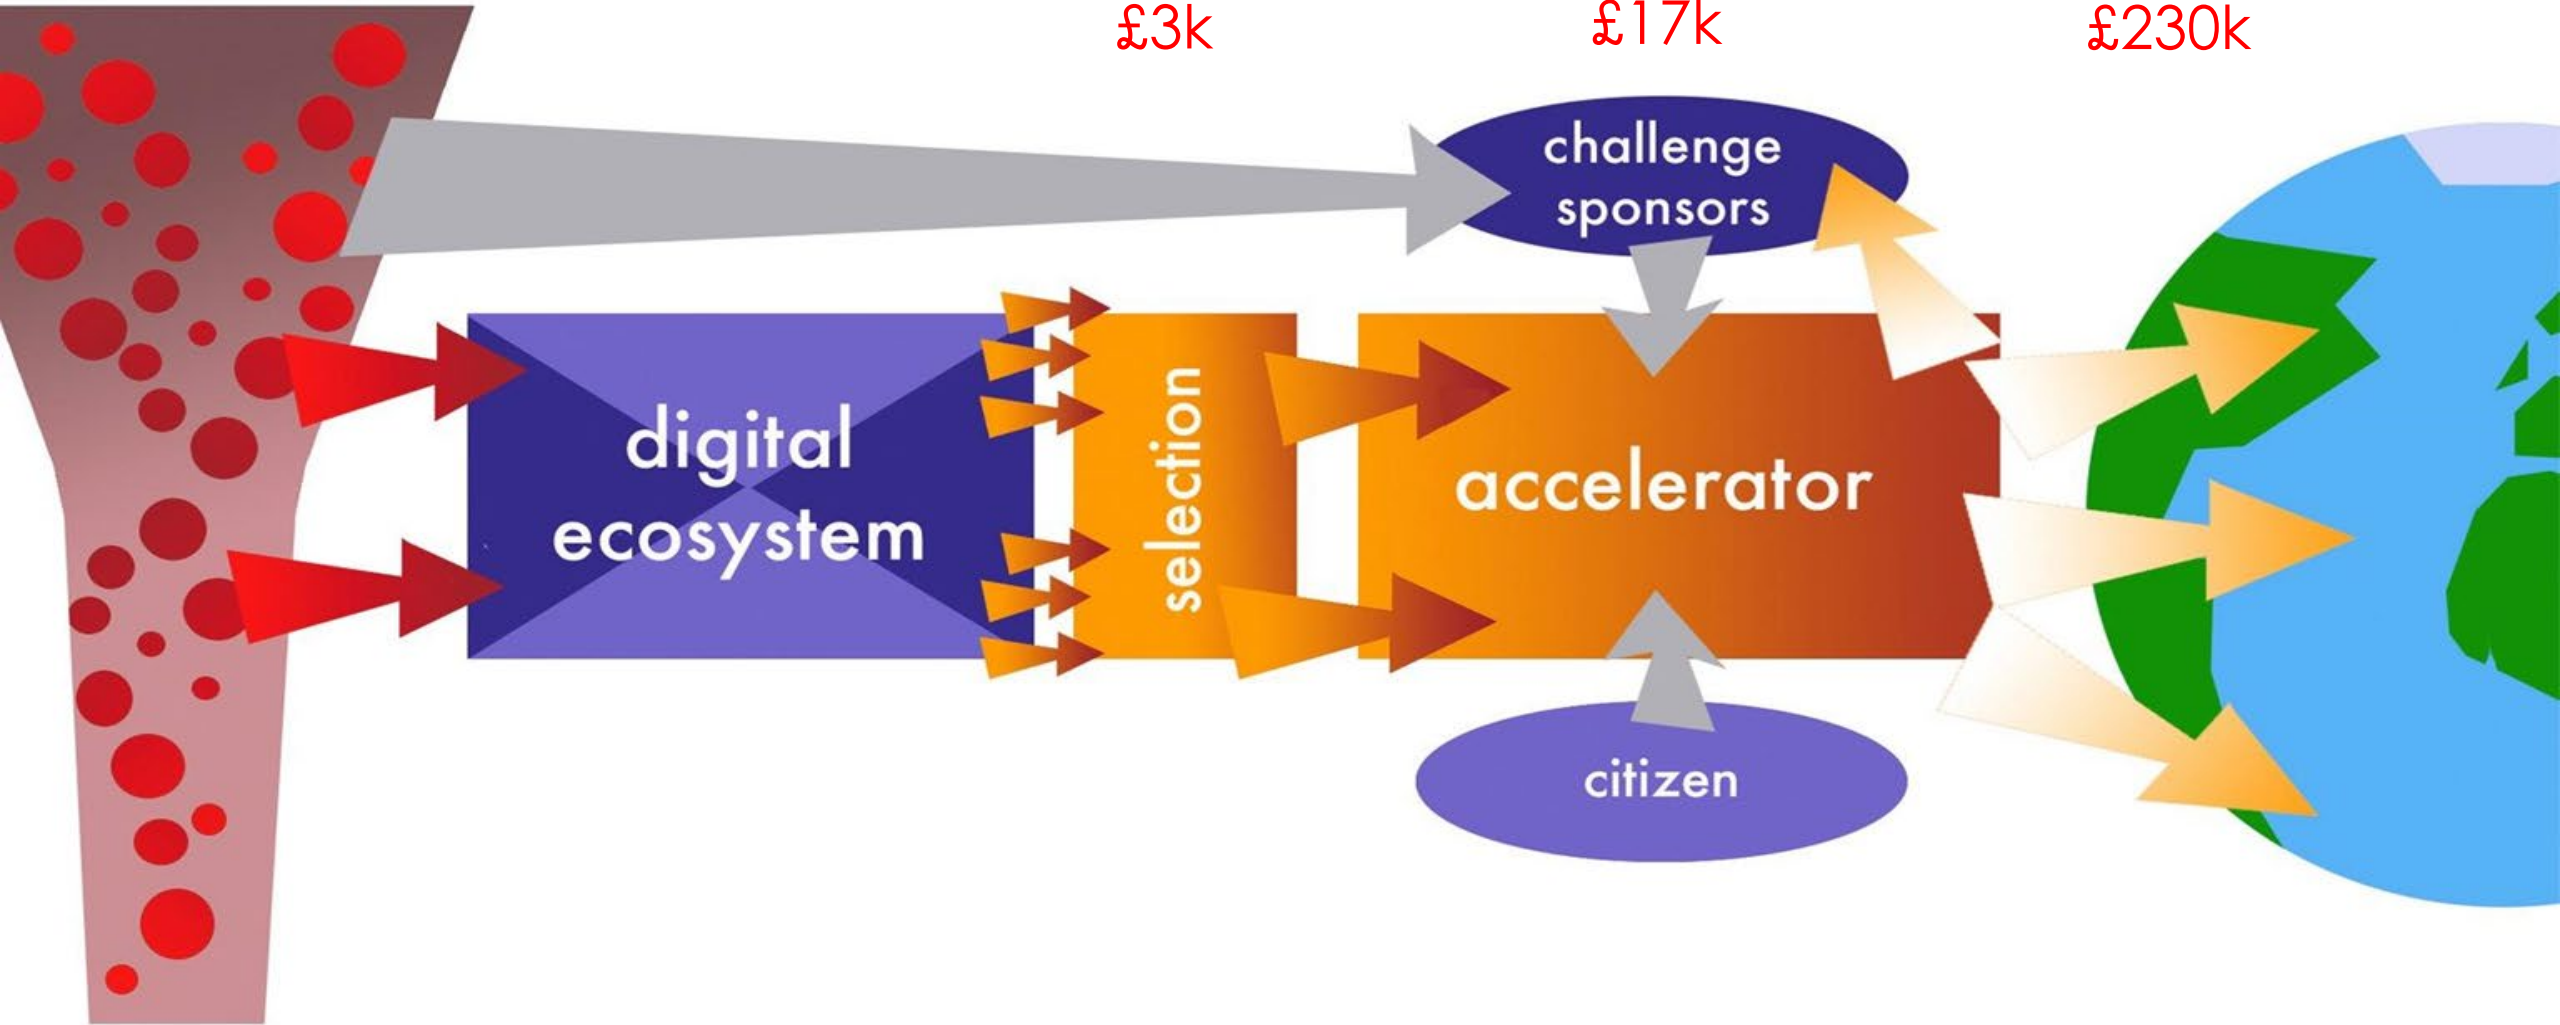 £3k
£17k
£230k
challenge
sponsors
digital
ecosystem
selection
accelerator
citizen